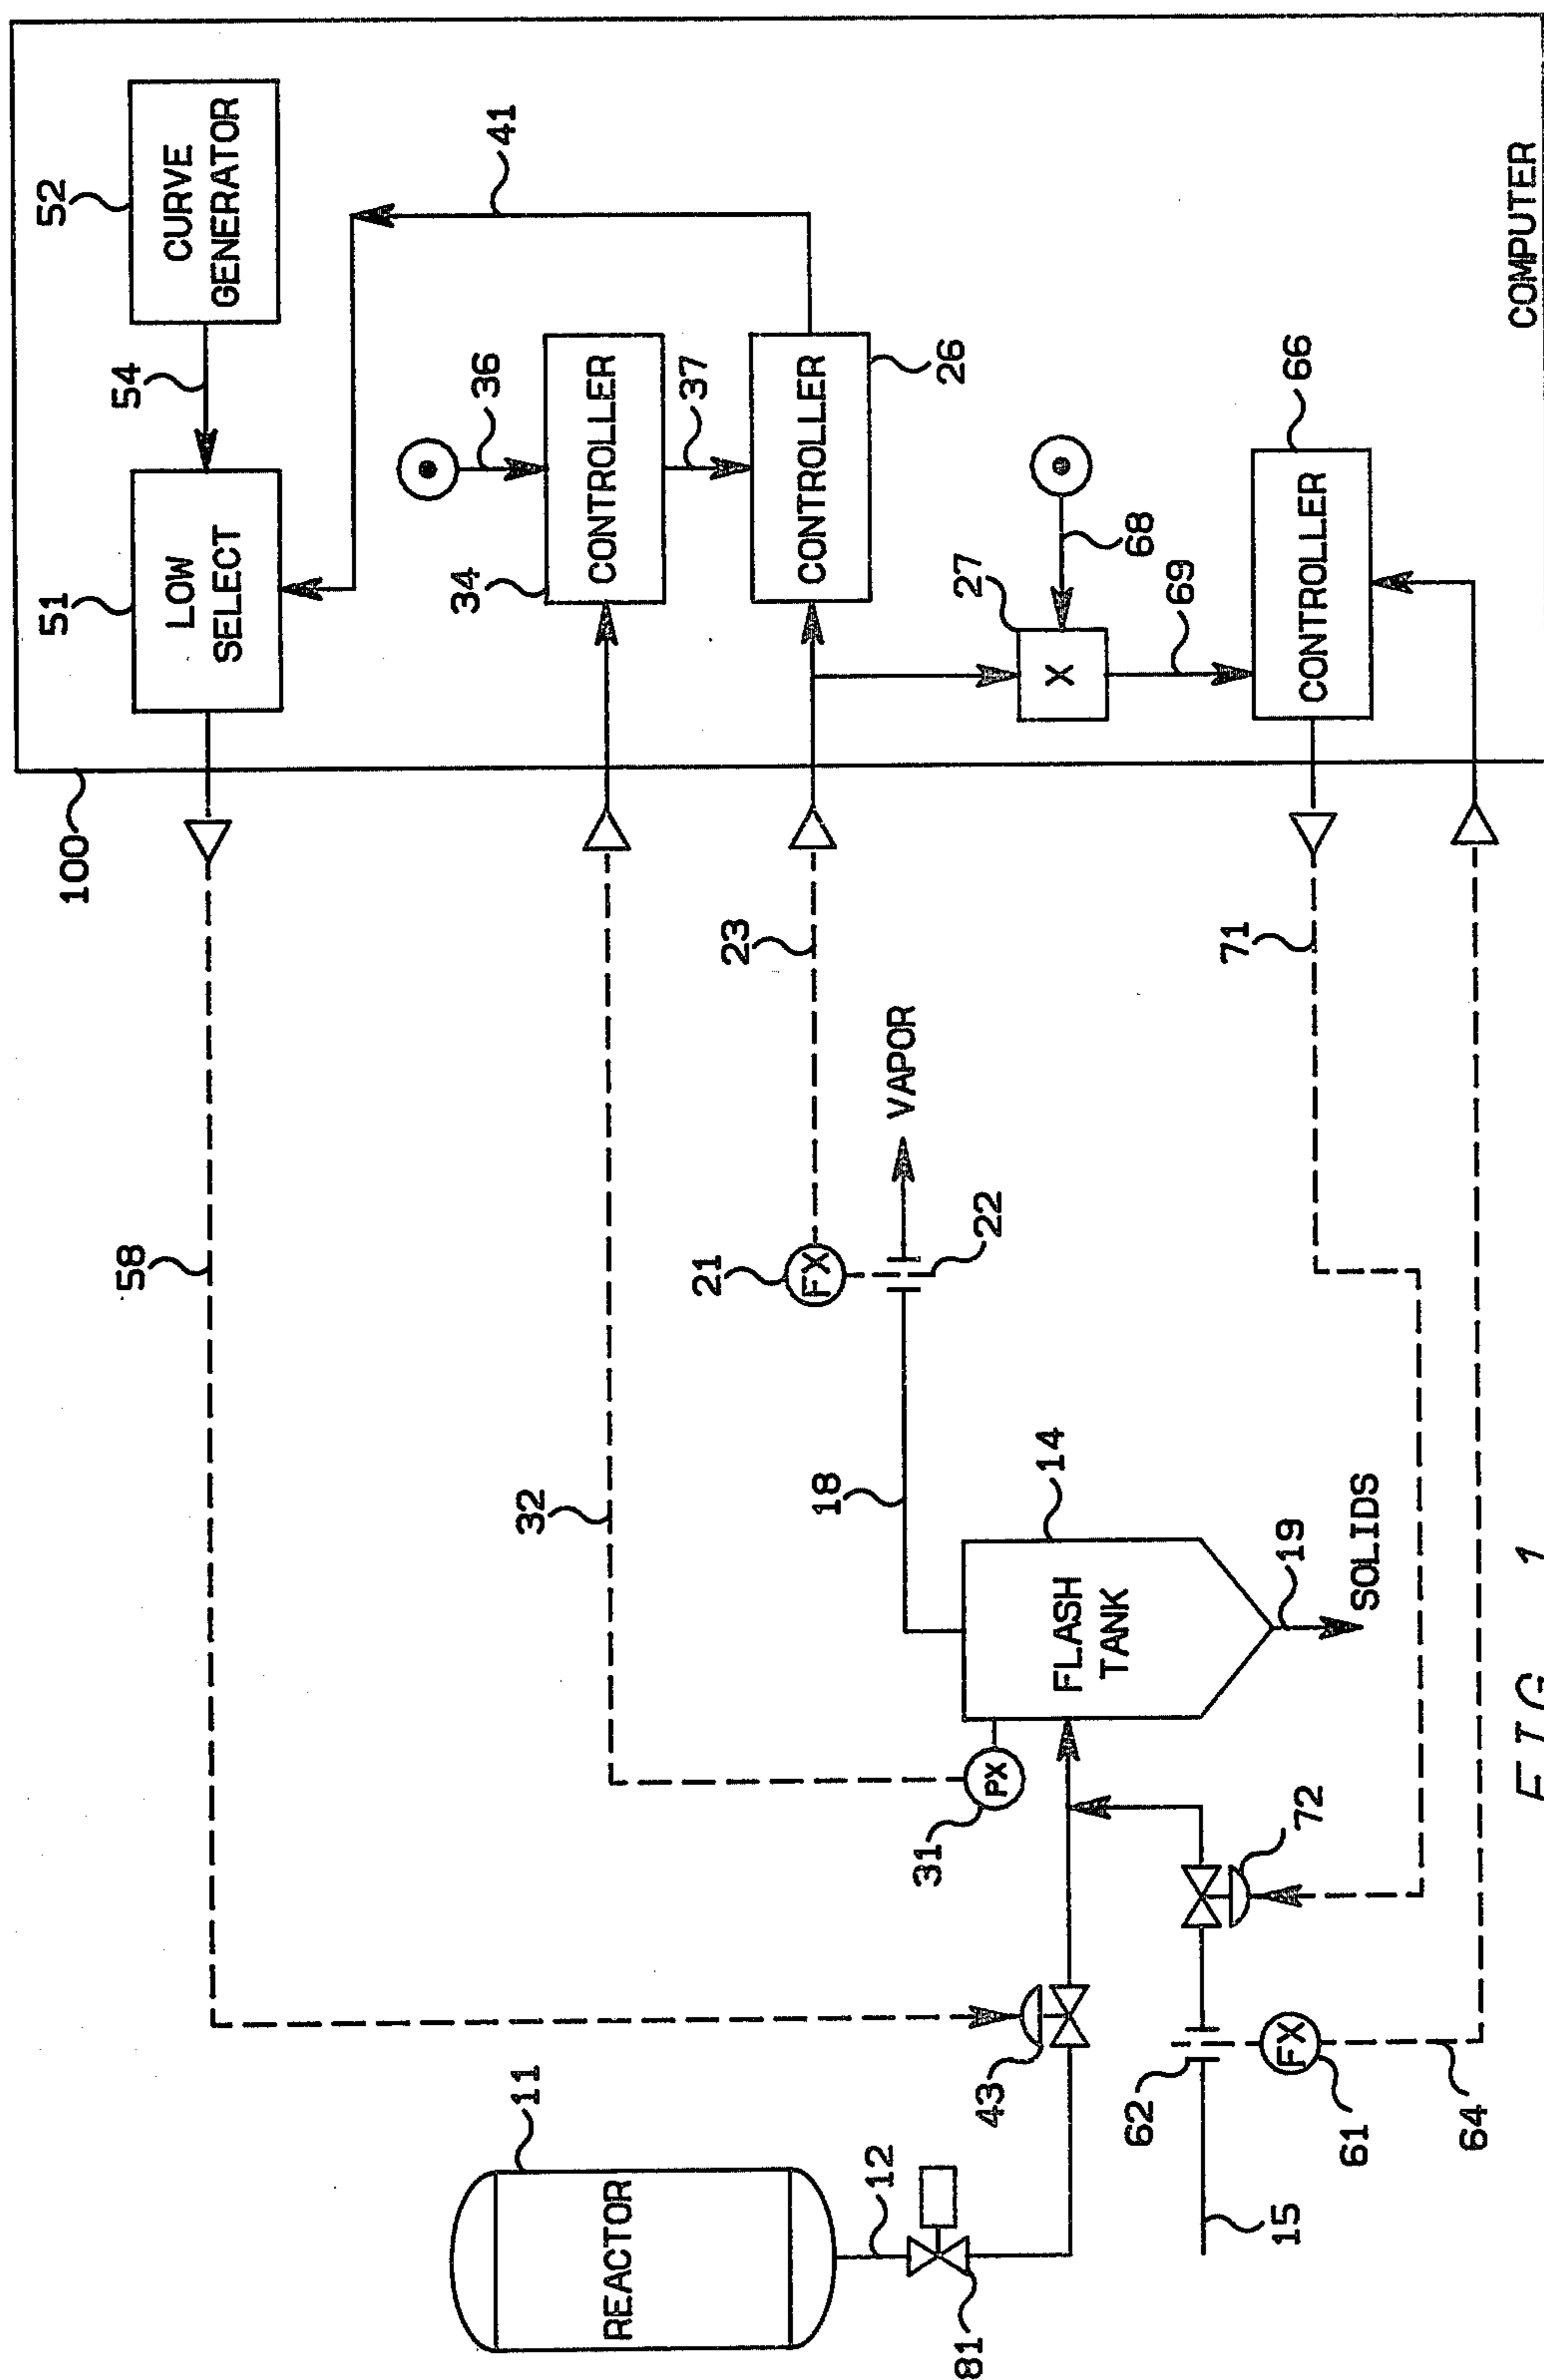 52
CURVE
GENERATOR
54
51
LOW
SELECT
41
36
34
CONTROLLER
37
CONTROLLER
26
27
X
68
69
66
CONTROLLER
COMPUTER
100
58
32
23
71
21
FX
22
VAPOR
18
14
FLASH
TANK
19
SOLIDS
31
PX
72
43
62
FX
61
64
15
11
REACTOR
12
81
FIG. 1